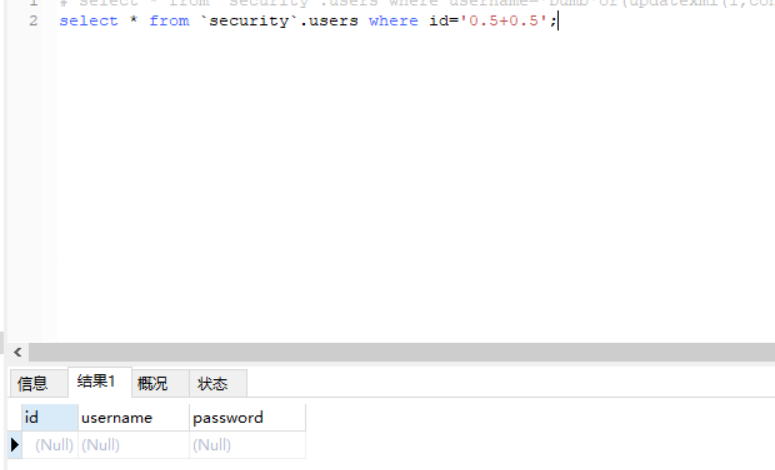 1 # select * from `security`.users where username='Dumb'or(updatexml(1,con
2 select * from `security`.users where id='0.5+0.5';
信息 结果1 概况 状态
id username password
(Null) (Null) (Null)